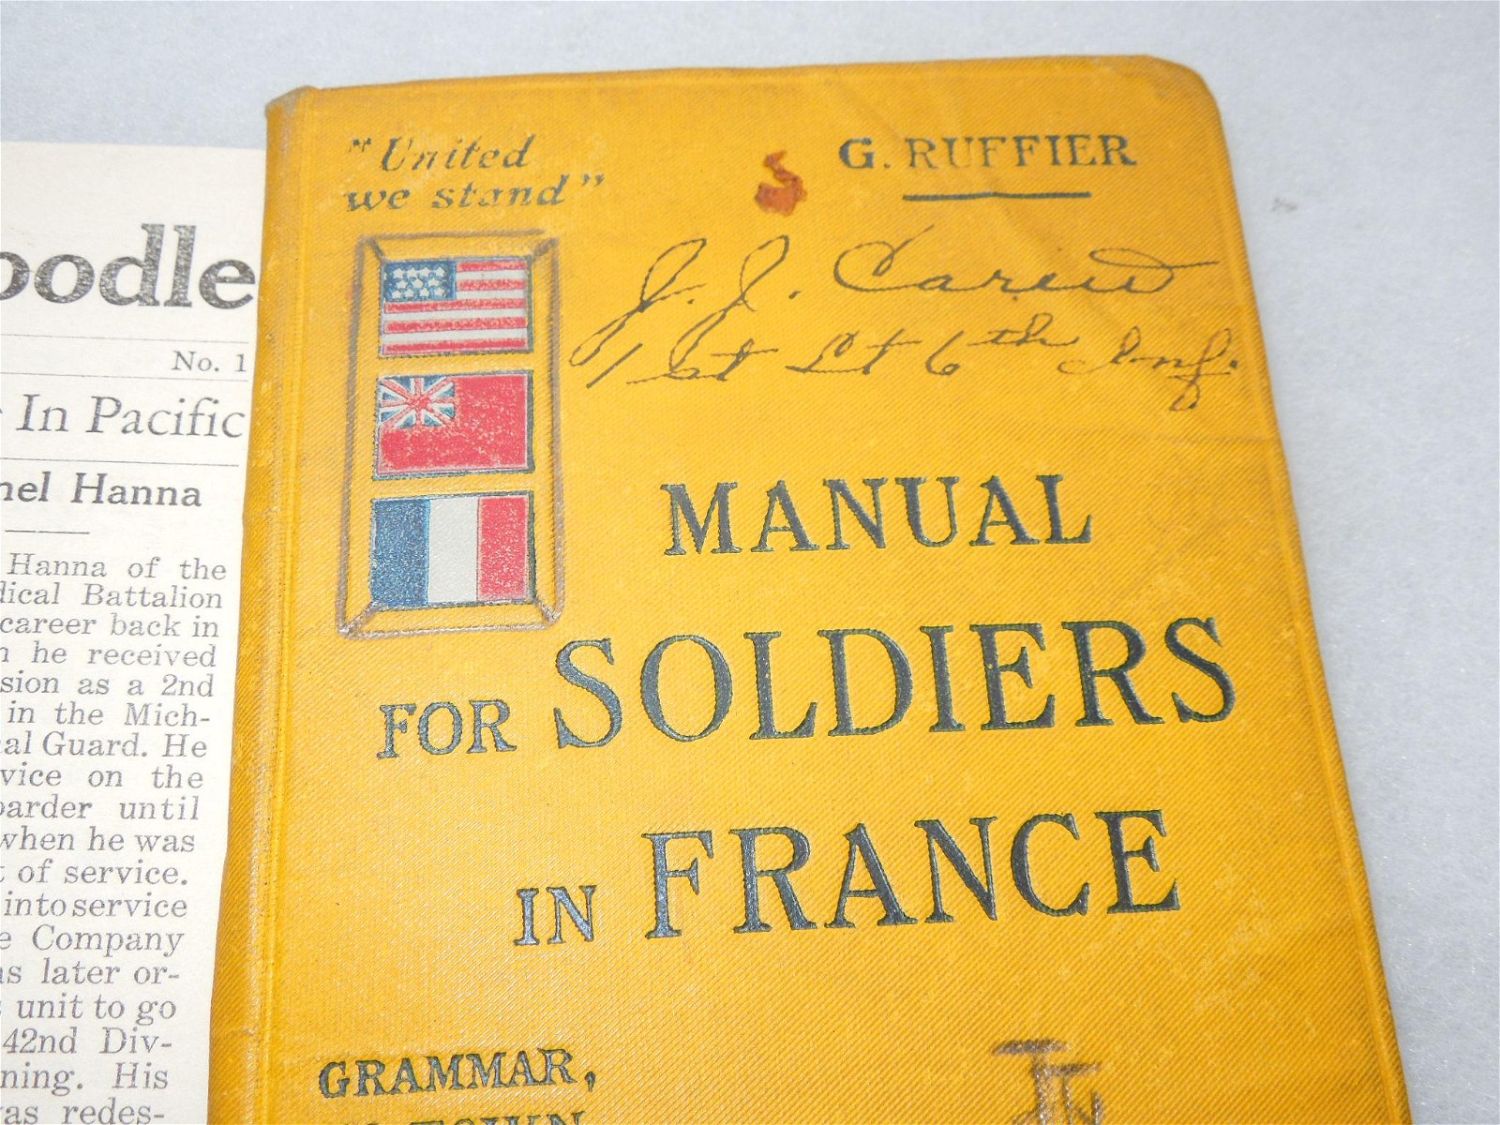 oodle
No. 1
In Pacific
nel Hanna
Hanna of the
dical Battalion
career back in
n he received
sion as a 2nd
in the Mich-
al Guard. He
vice on the
oarder until
when he was
of service.
into service
e Company
as later or-
unit to go
42nd Div-
ning. His
as redes-
"United
we stand"
G. RUFFIER
J. J. Carew
1st Lt 6th Inf.
MANUAL
FOR SOLDIERS
IN FRANCE
GRAMMAR,